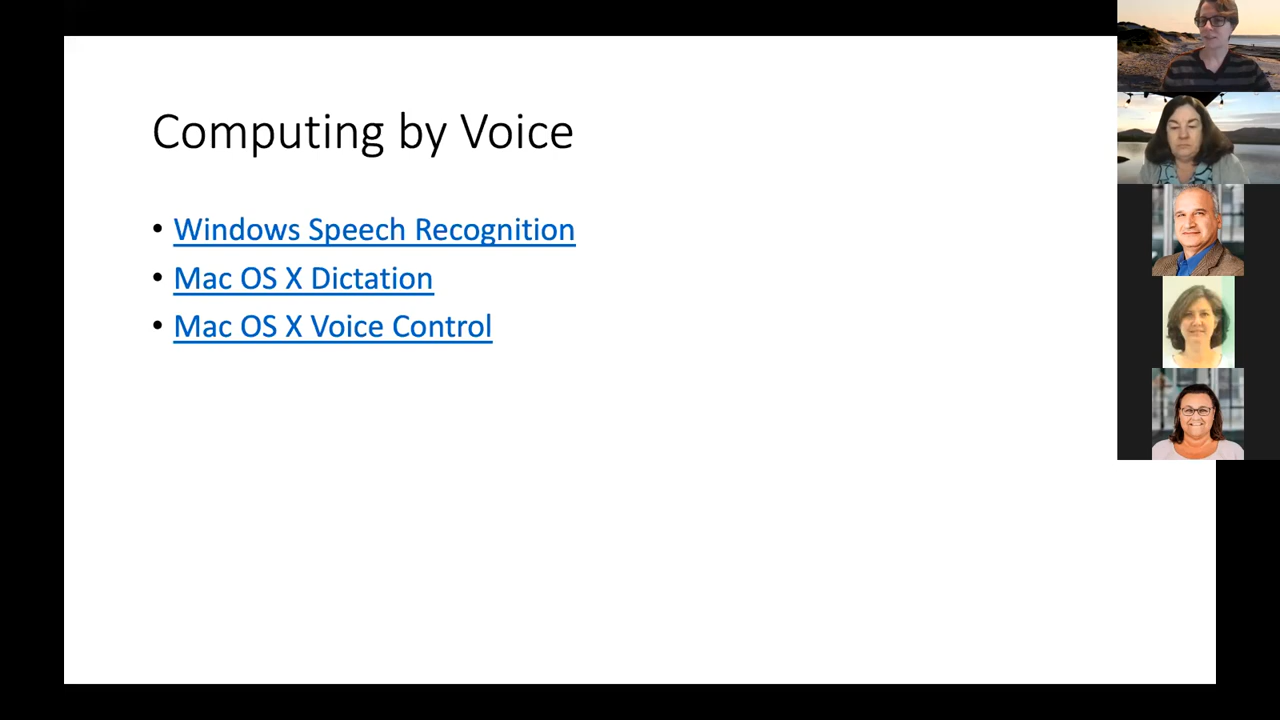 Computing by Voice
• Windows Speech Recognition
• Mac OS X Dictation
• Mac OS X Voice Control